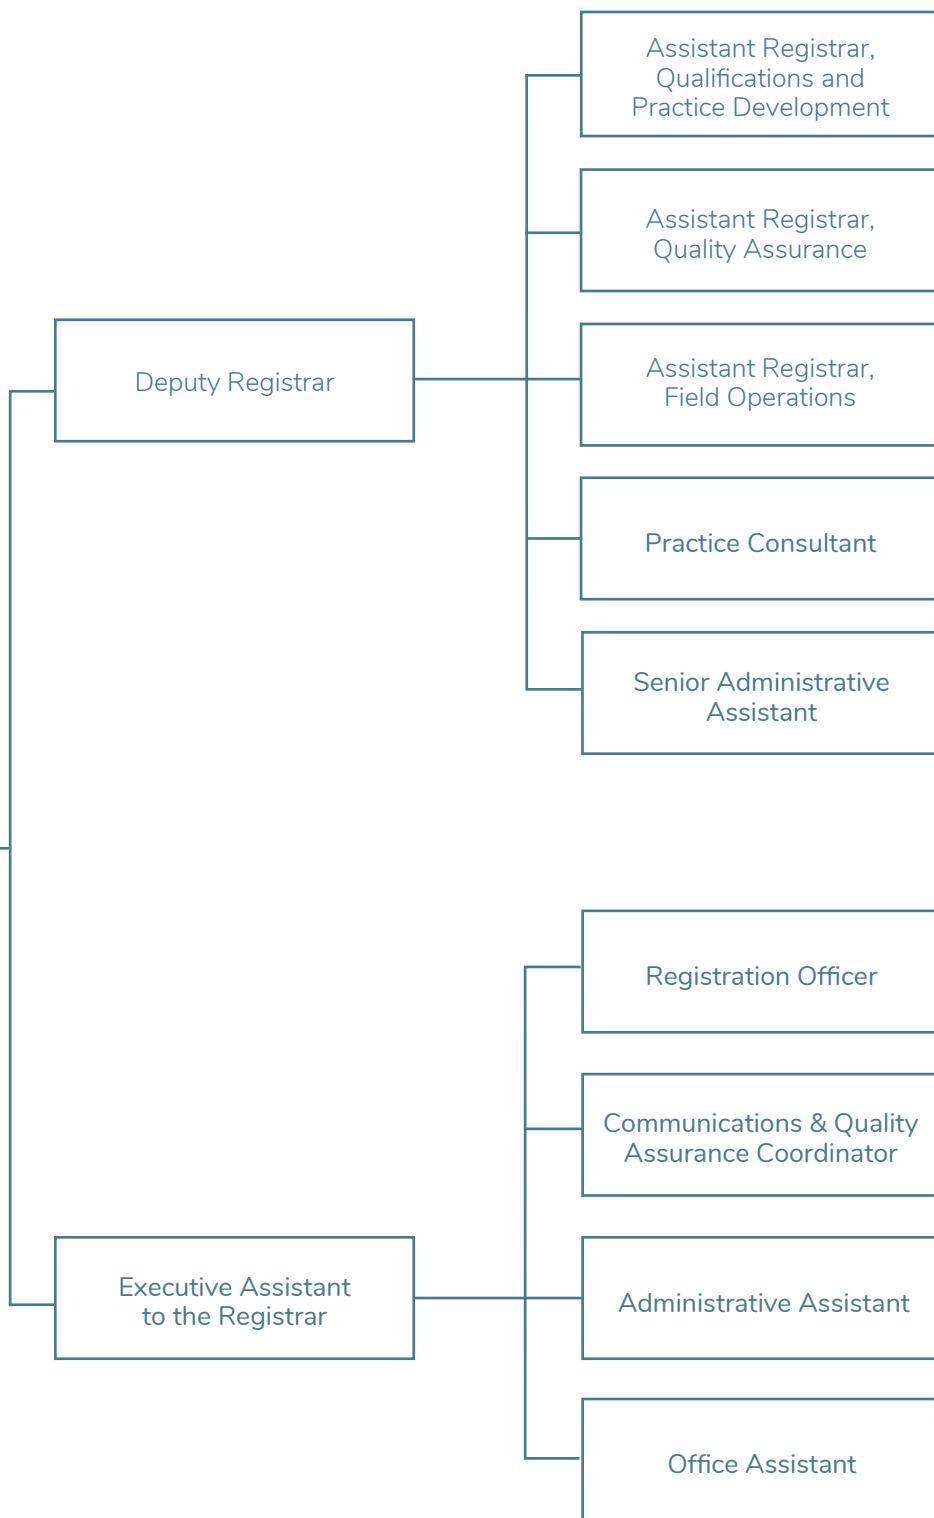 Assistant Registrar,
Qualifications and
Practice Development
Assistant Registrar,
Quality Assurance
Deputy Registrar
Assistant Registrar,
Field Operations
Practice Consultant
Senior Administrative
Assistant
Registration Officer
Communications & Quality
Assurance Coordinator
Executive Assistant
to the Registrar
Administrative Assistant
Office Assistant